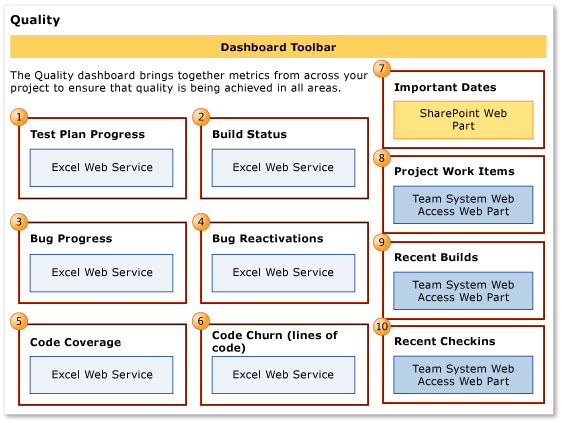 Quality
Dashboard Toolbar
The Quality dashboard brings together metrics from across your
project to ensure that quality is being achieved in all areas.
1
Test Plan Progress
Excel Web Service
2
Build Status
Excel Web Service
3
Bug Progress
Excel Web Service
4
Bug Reactivations
Excel Web Service
5
Code Coverage
Excel Web Service
6
Code Churn (lines of
code)
Excel Web Service
7
Important Dates
SharePoint Web
Part
8
Project Work Items
Team System Web
Access Web Part
9
Recent Builds
Team System Web
Access Web Part
10
Recent Checkins
Team System Web
Access Web Part